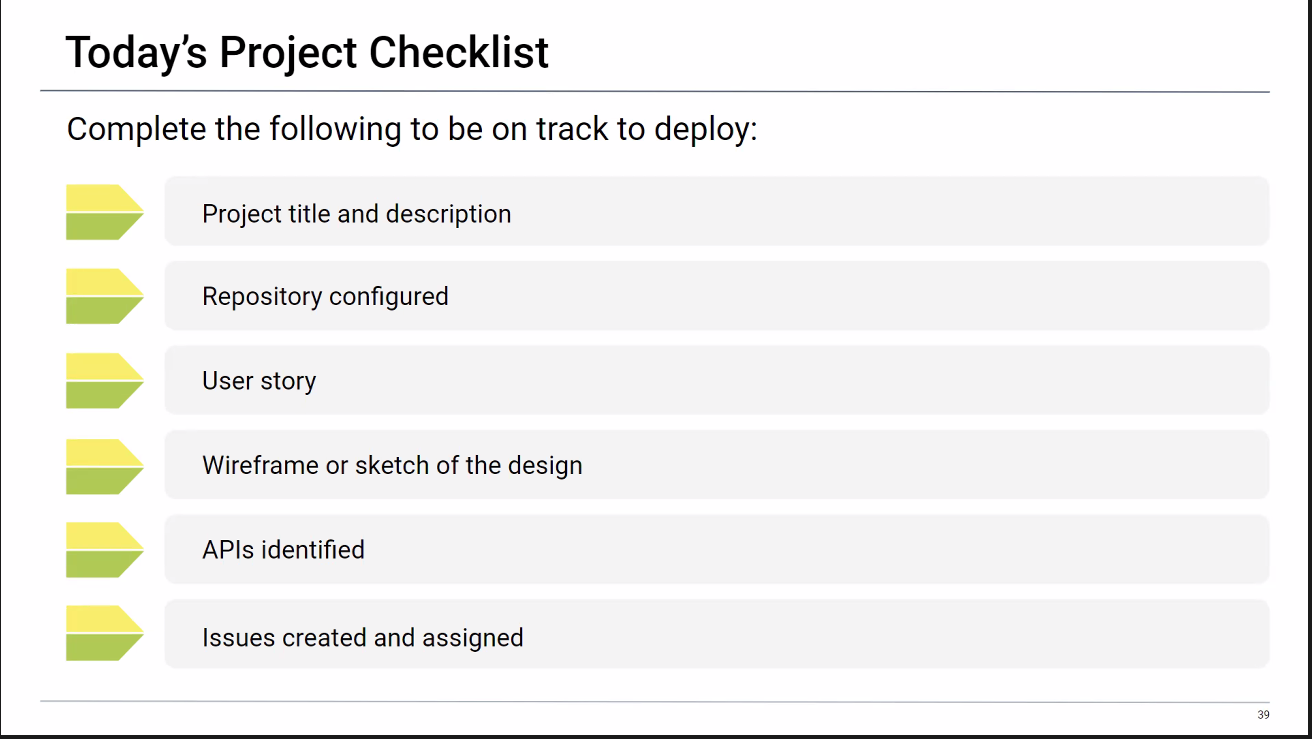 Today’s Project Checklist
Complete the following to be on track to deploy:
Project title and description
Repository configured
User story
Wireframe or sketch of the design
APIs identified
Issues created and assigned
39